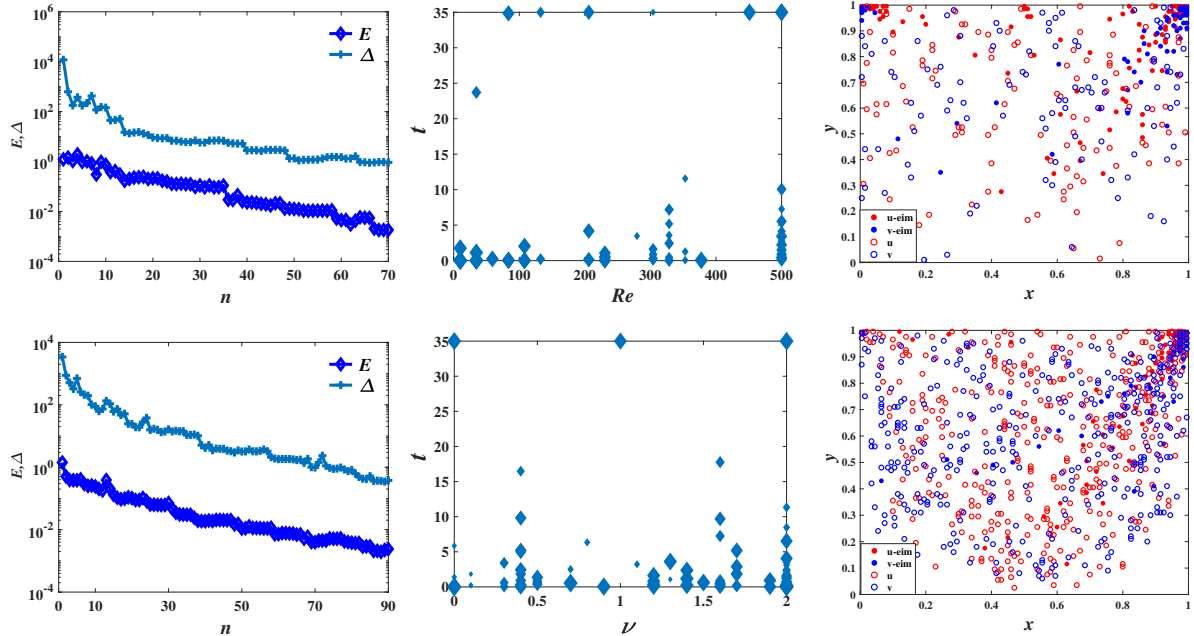 10^4
10^2
10^0
10^-2
10^-4
E, Δ
E
Δ
0 10 20 30 40 50 60 70
n
35
30
25
20
15
10
5
0
t
0 100 200 300 400 500
Re
1
0.9
0.8
0.7
0.6
0.5
0.4
0.3
0.2
0.1
0
y
u-eim
v-eim
u
v
0 0.2 0.4 0.6 0.8 1
x
10^4
10^2
10^0
10^-2
10^-4
E, Δ
E
Δ
0 10 30 50 70 90
n
35
30
25
20
15
10
5
0
t
0 0.5 1 1.5 2
ν
1
0.9
0.8
0.7
0.6
0.5
0.4
0.3
0.2
0.1
0
y
u-eim
v-eim
u
v
0 0.2 0.4 0.6 0.8 1
x